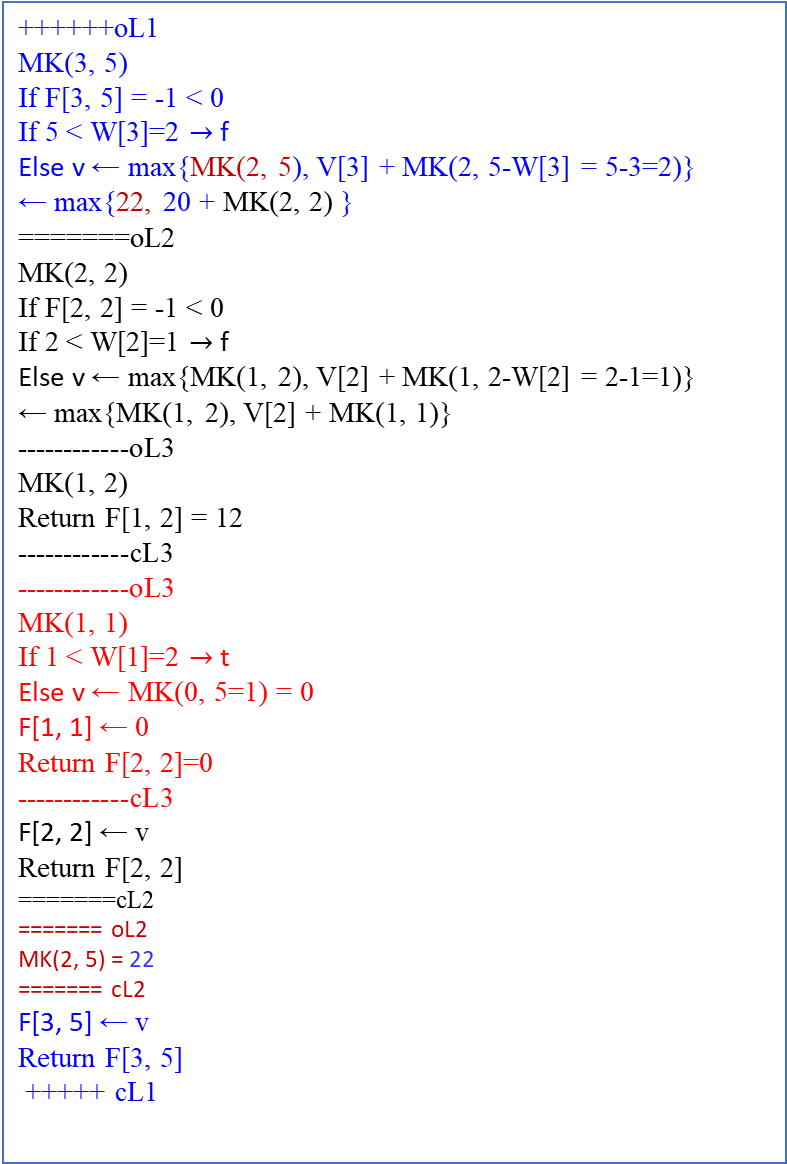 ++++++oL1
MK(3, 5)
If F[3, 5] = -1 < 0
If 5 < W[3]=2 → f
Else v ← max{MK(2, 5), V[3] + MK(2, 5-W[3] = 5-3=2)}
← max{22, 20 + MK(2, 2) }
=======oL2
MK(2, 2)
If F[2, 2] = -1 < 0
If 2 < W[2]=1 → f
Else v ← max{MK(1, 2), V[2] + MK(1, 2-W[2] = 2-1=1)}
← max{MK(1, 2), V[2] + MK(1, 1)}
------------oL3
MK(1, 2)
Return F[1, 2] = 12
------------cL3
------------oL3
MK(1, 1)
If 1 < W[1]=2 → t
Else v ← MK(0, 5=1) = 0
F[1, 1] ← 0
Return F[2, 2]=0
------------cL3
F[2, 2] ← v
Return F[2, 2]
=======cL2
======= oL2
MK(2, 5) = 22
======= cL2
F[3, 5] ← v
Return F[3, 5]
+++++ cL1